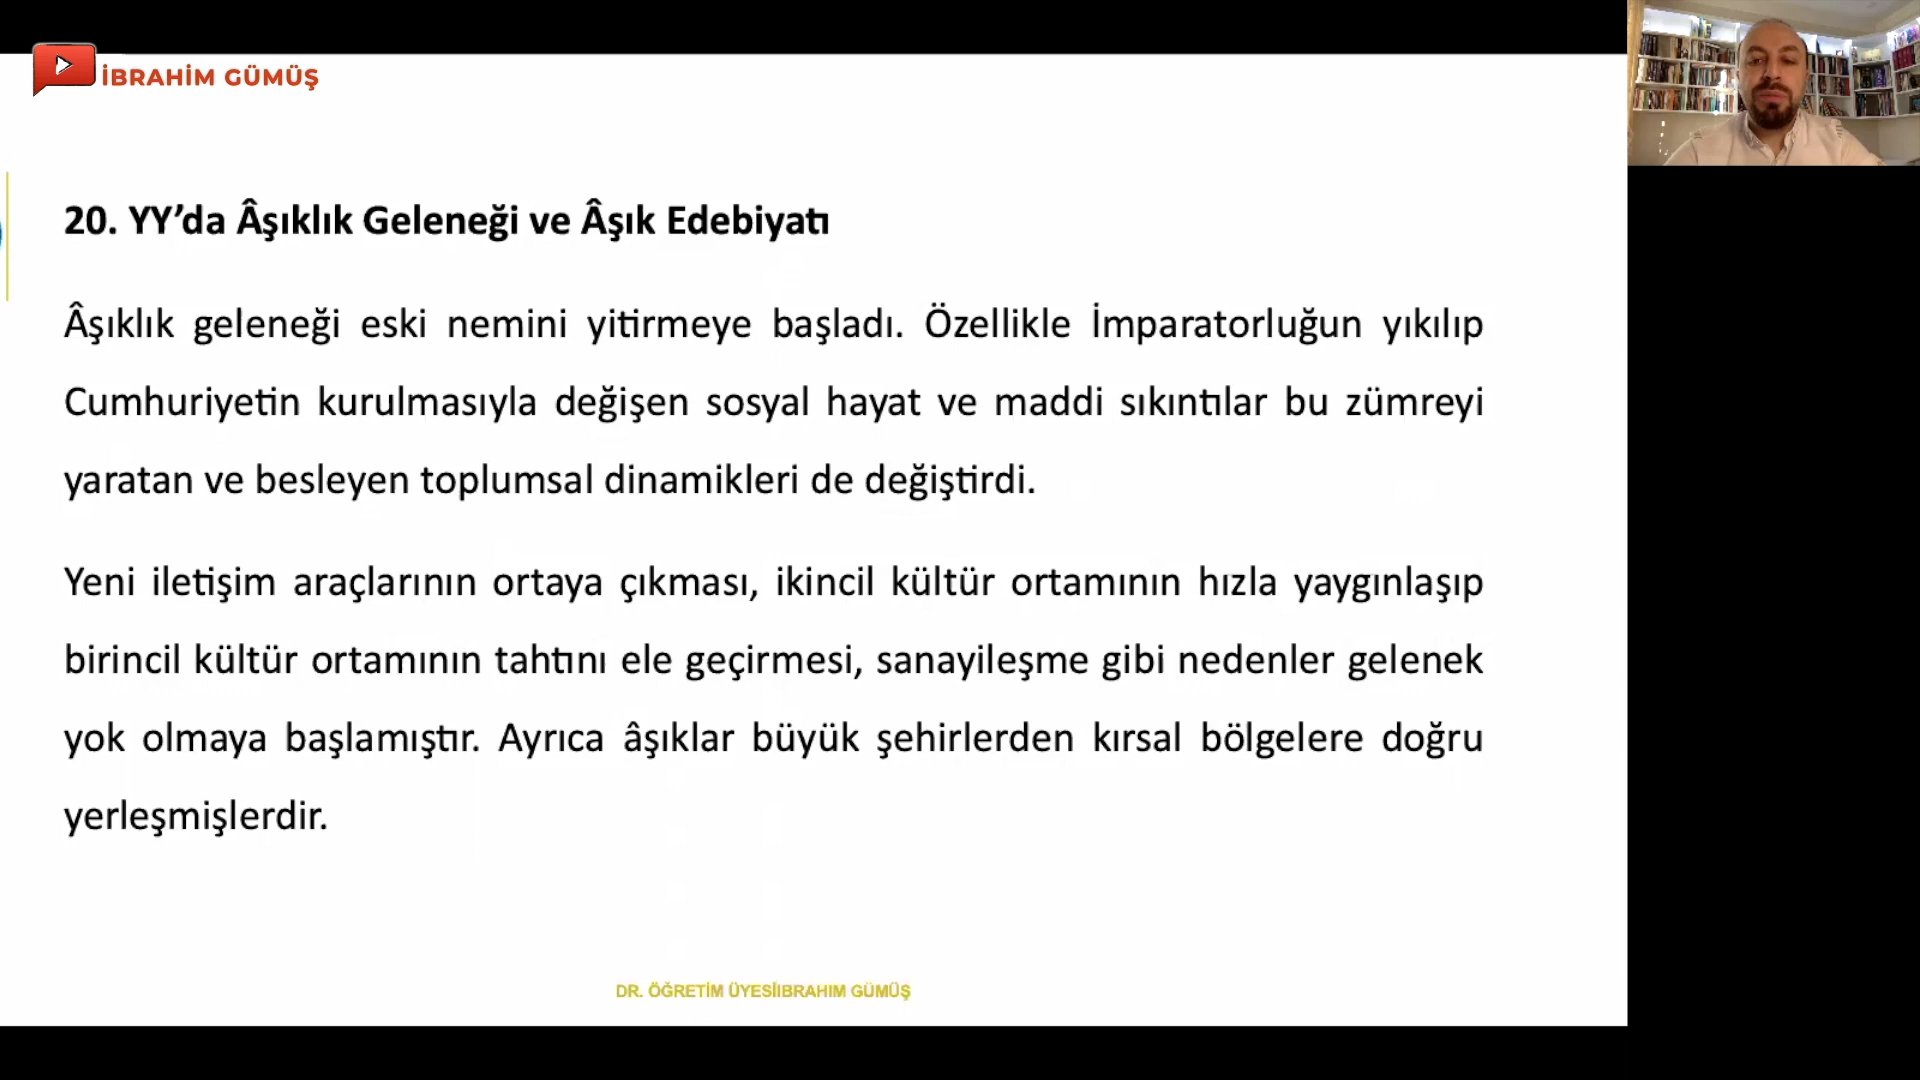 İBRAHİM GÜMÜŞ
20. YY’da Âşıklık Geleneği ve Âşık Edebiyatı
Âşıklık geleneği eski nemini yitirmeye başladı. Özellikle İmparatorluğun yıkılıp
Cumhuriyetin kurulmasıyla değişen sosyal hayat ve maddi sıkıntılar bu zümreyi
yaratan ve besleyen toplumsal dinamikleri de değiştirdi.
Yeni iletişim araçlarının ortaya çıkması, ikincil kültür ortamının hızla yaygınlaşıp
birincil kültür ortamının tahtını ele geçirmesi, sanayileşme gibi nedenler gelenek
yok olmaya başlamıştır. Ayrıca âşıklar büyük şehirlerden kırsal bölgelere doğru
yerleşmişlerdir.
DR. ÖĞRETİM ÜYESİIBRAHIM GÜMÜŞ